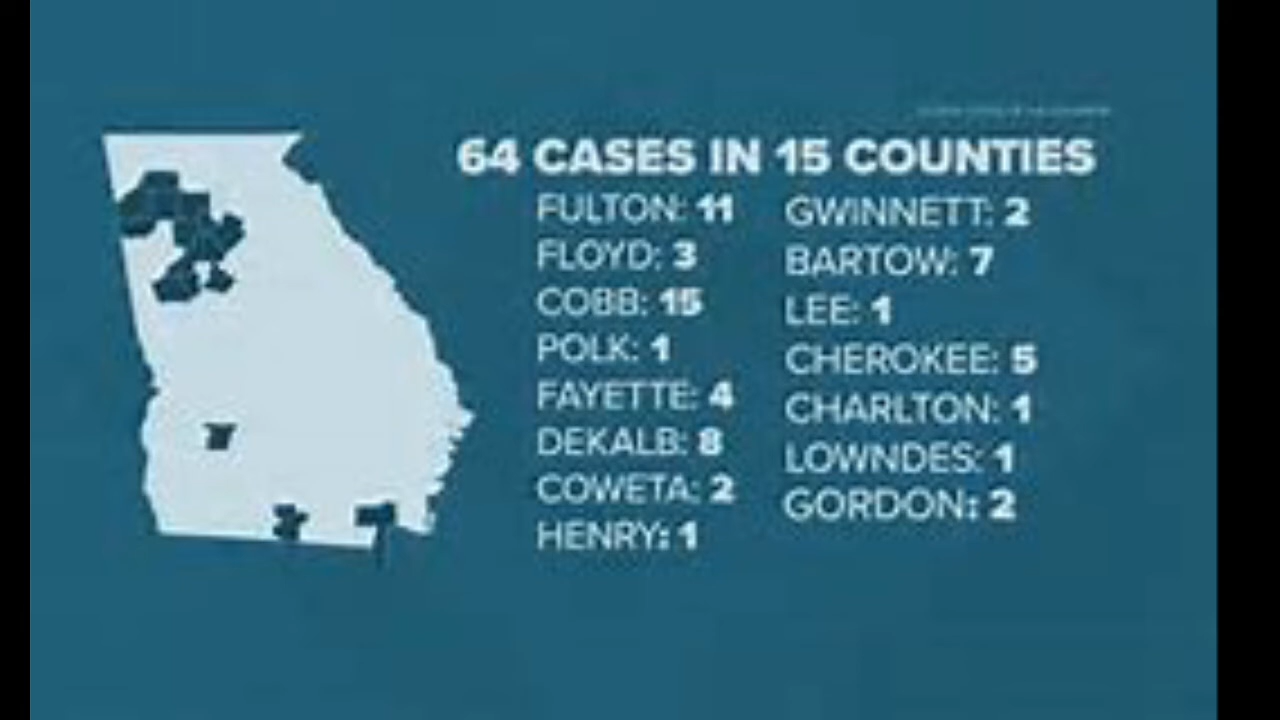 64 CASES IN 15 COUNTIES
FULTON: 11
FLOYD: 3
COBB: 15
POLK: 1
FAYETTE: 4
DEKALB: 8
COWETA: 2
HENRY: 1
GWINNETT: 2
BARTOW: 7
LEE: 1
CHEROKEE: 5
CHARLTON: 1
LOWNDES: 1
GORDON: 2